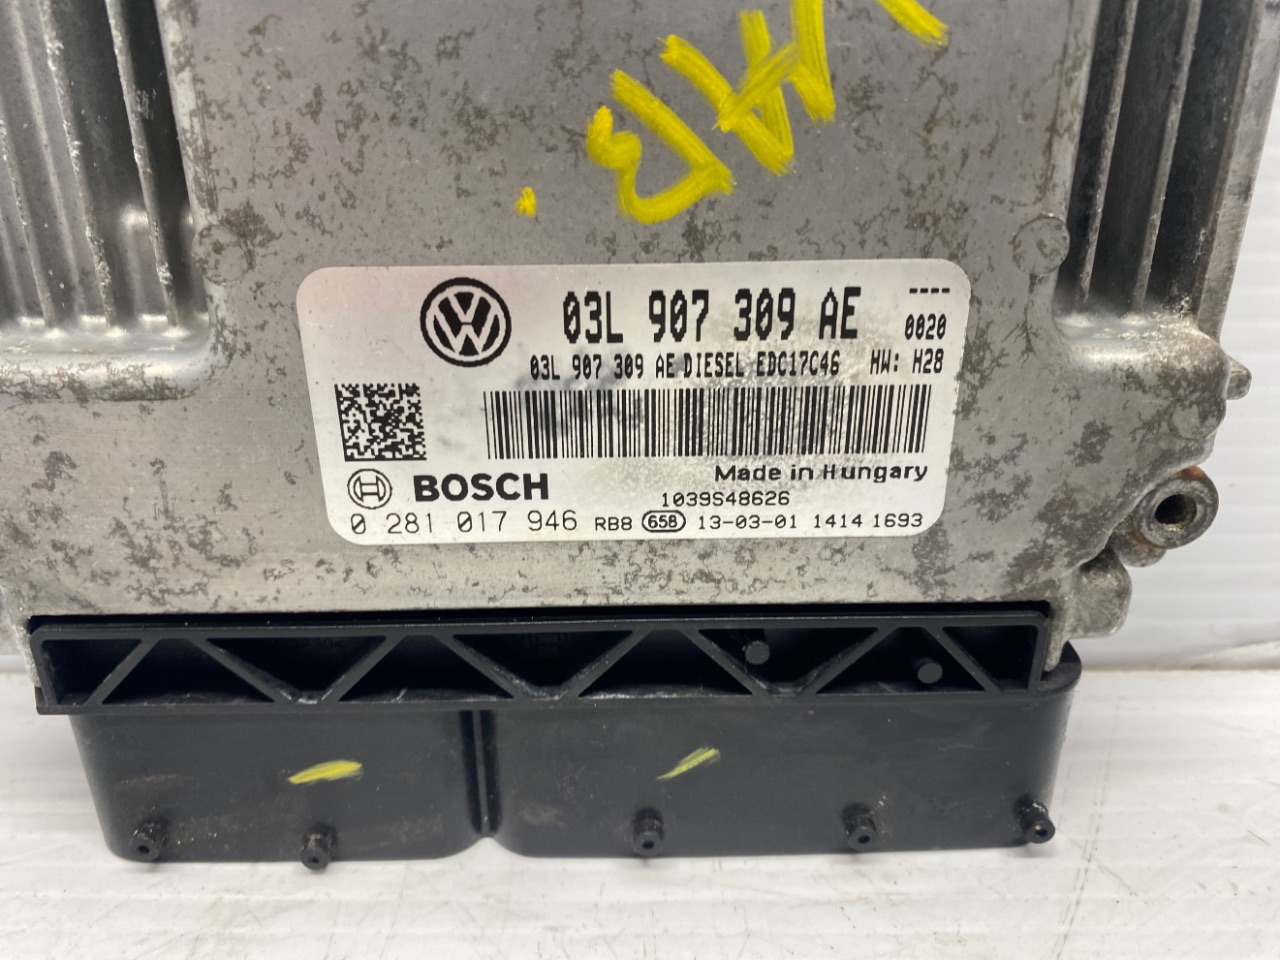 03L 907 309 AE ----
0020
03L 907 309 AE DIESEL EDC17C46 HW: H28
Made in Hungary
BOSCH
1039S48626
0 281 017 946 RB8 658 13-03-01 1414 1693